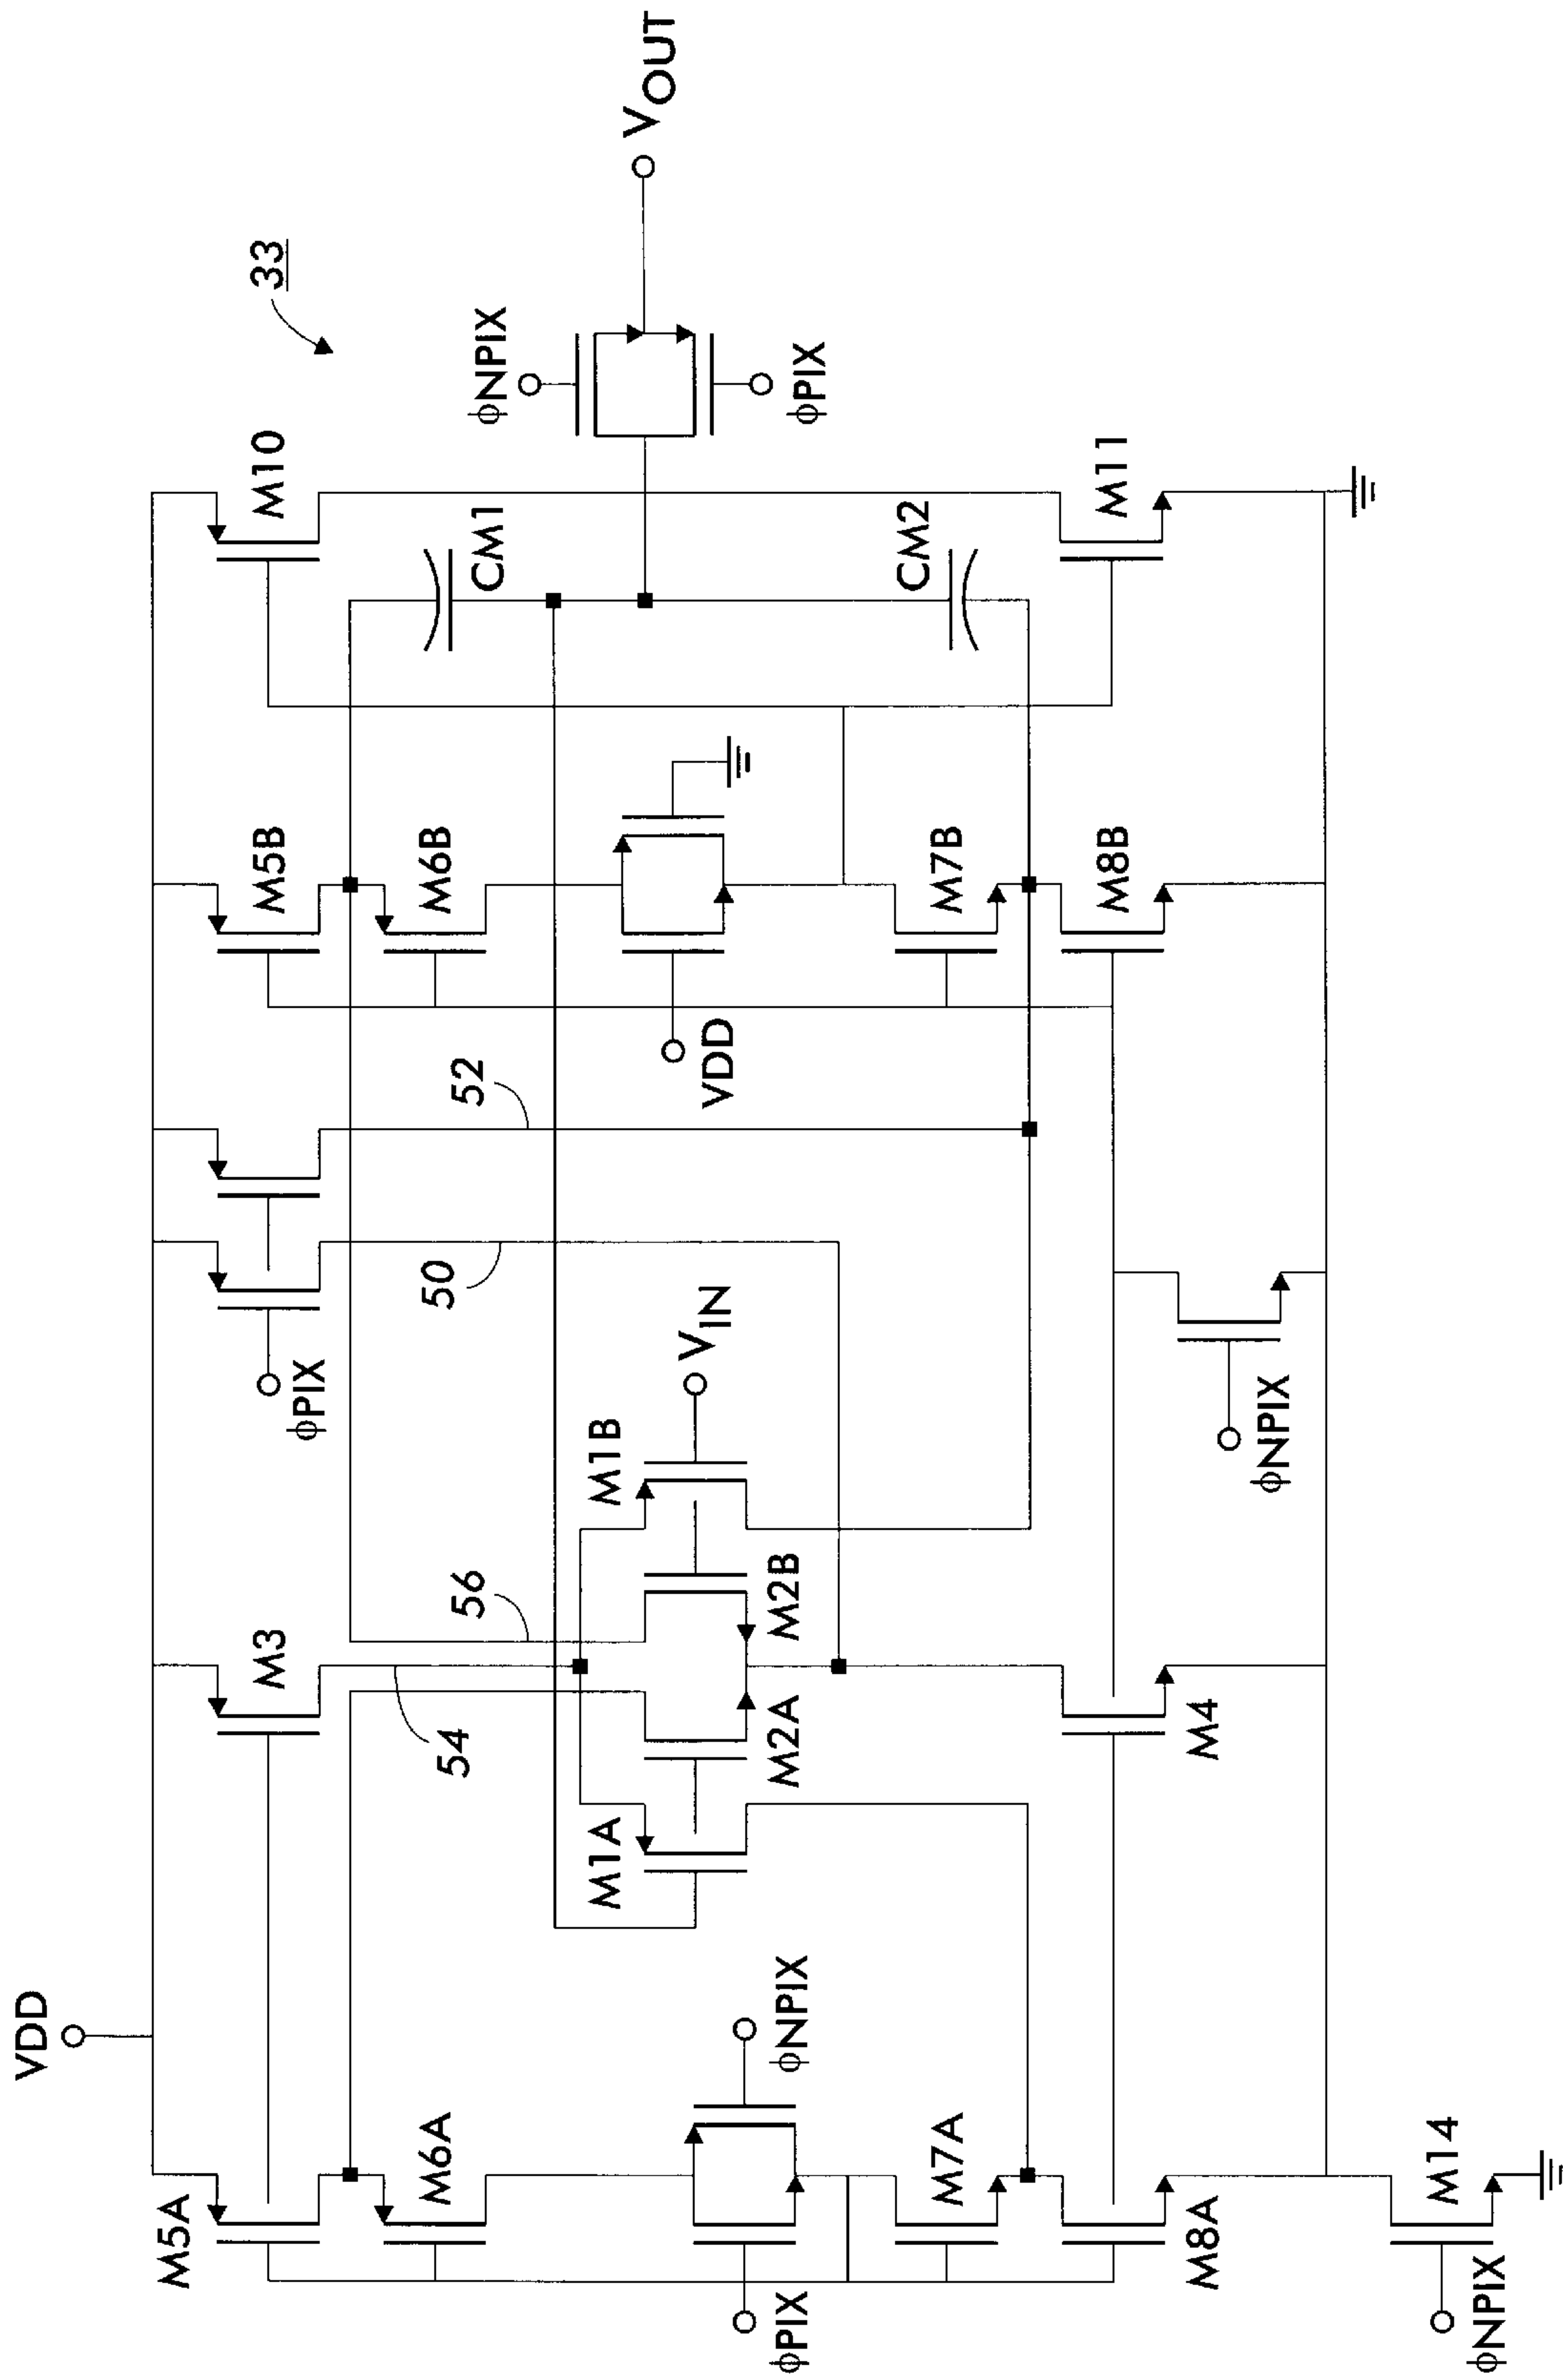 33
VDD
M5A
M3
ϕPIX
M5B
M10
M6A
54
56
50
52
M6B
CM1
ϕNPIX
VOUT
M1A
M1B
VIN
VDD
ϕPIX
ϕNPIX
M2A
M2B
ϕPIX
M7A
M7B
CM2
M8A
M4
ϕNPIX
M8B
M11
M14
ϕNPIX